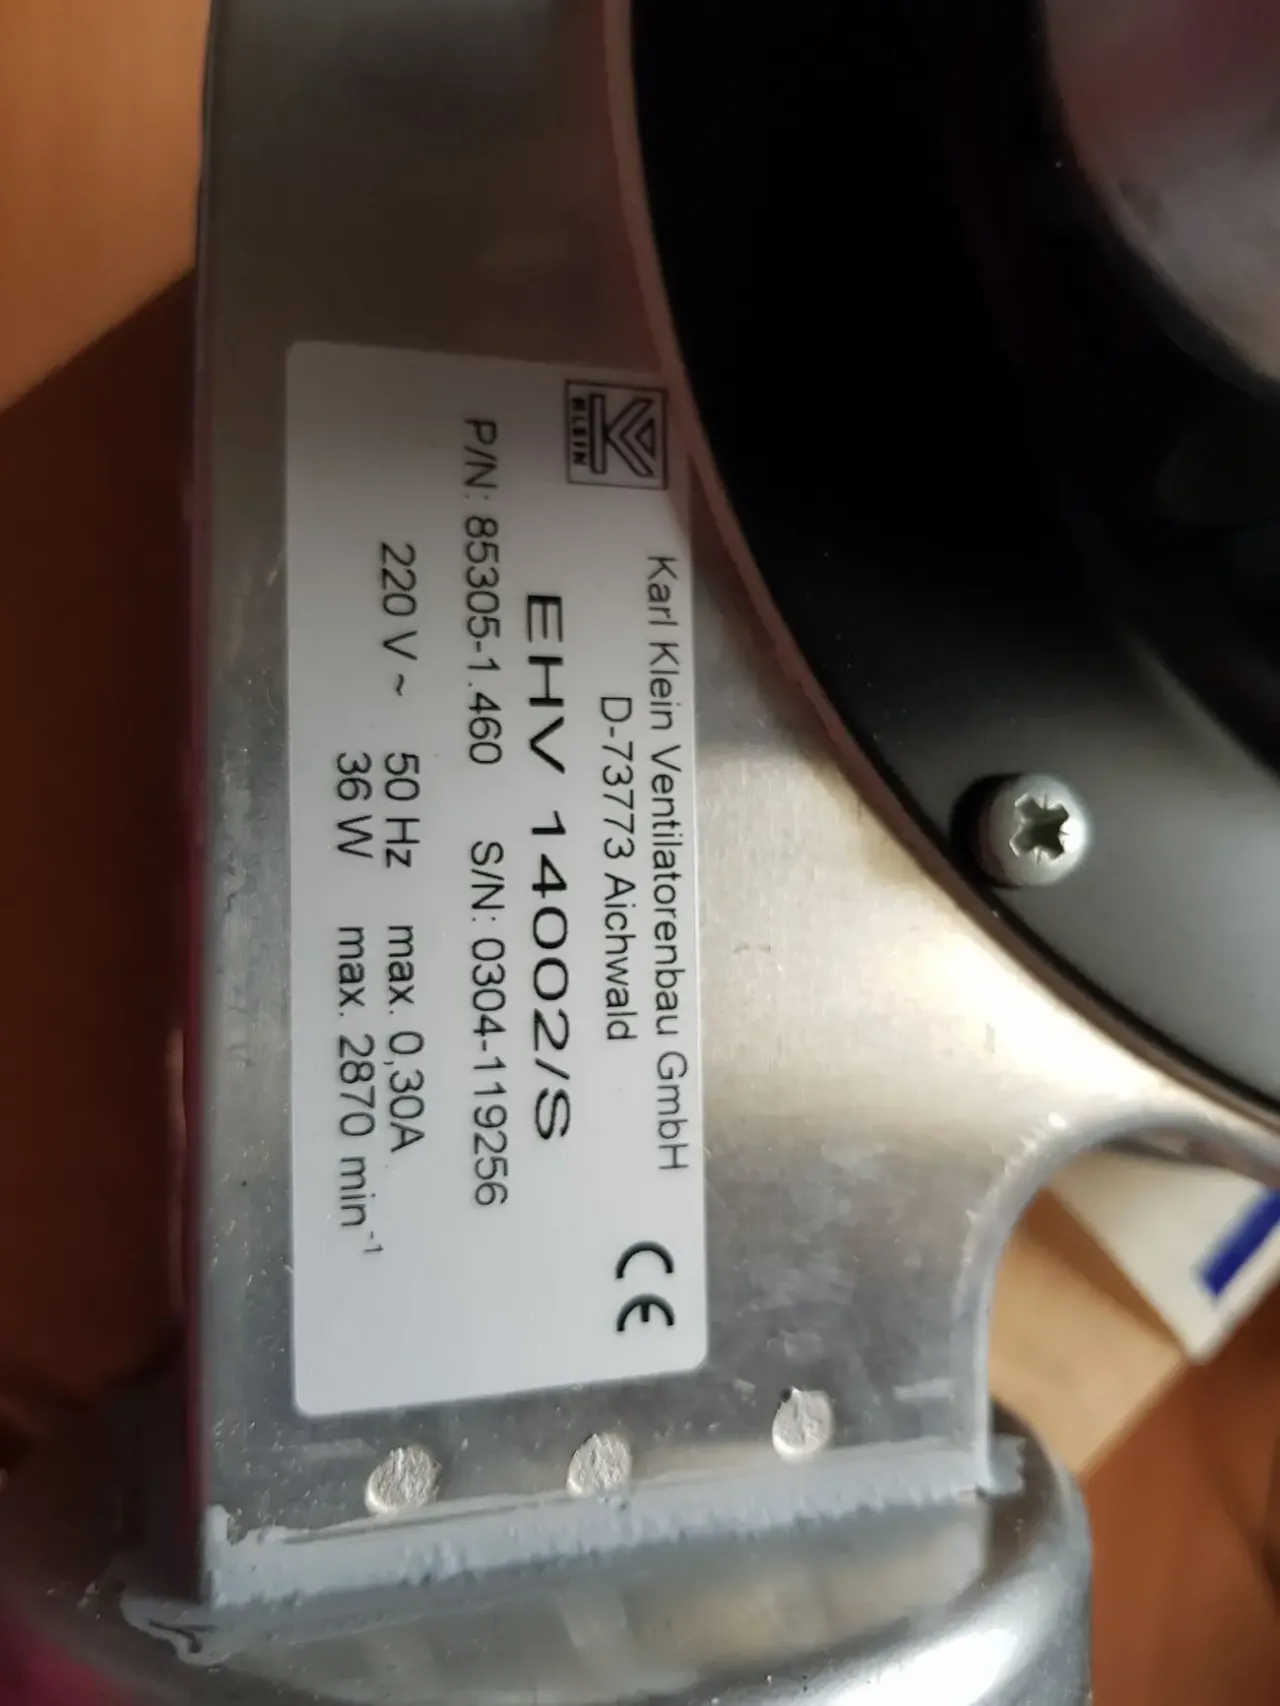 KLEIN
Karl Klein Ventilatorenbau GmbH
D-73773 Aichwald
CE
EHV 14002/S
P/N: 85305-1.460 S/N: 0304-119256
220 V ~ 50 Hz max. 0,30A
36 W max. 2870 min⁻¹